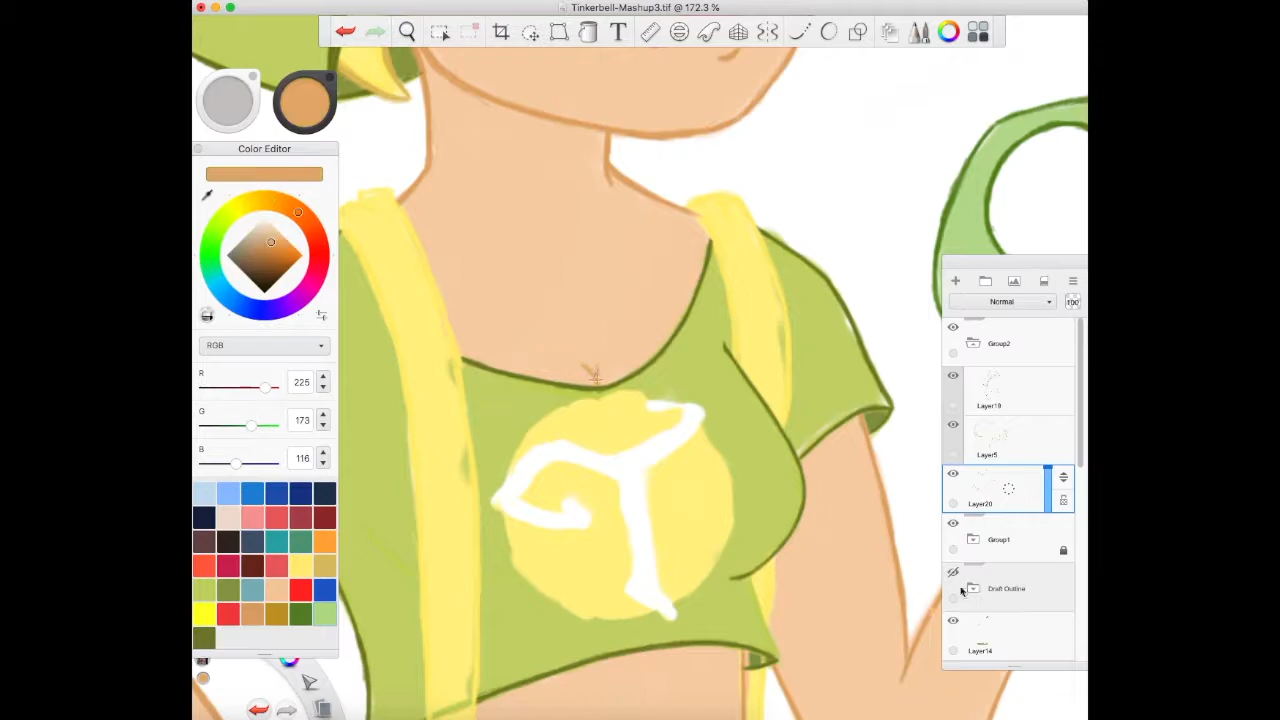 Tinkerbell-Mashup3.tif @ 172.3 %
T
Color Editor
RGB
R 225
G 173
B 116
Normal 100
Group2
Layer19
Layer5
Layer20
Group1
Draft Outline
Layer14